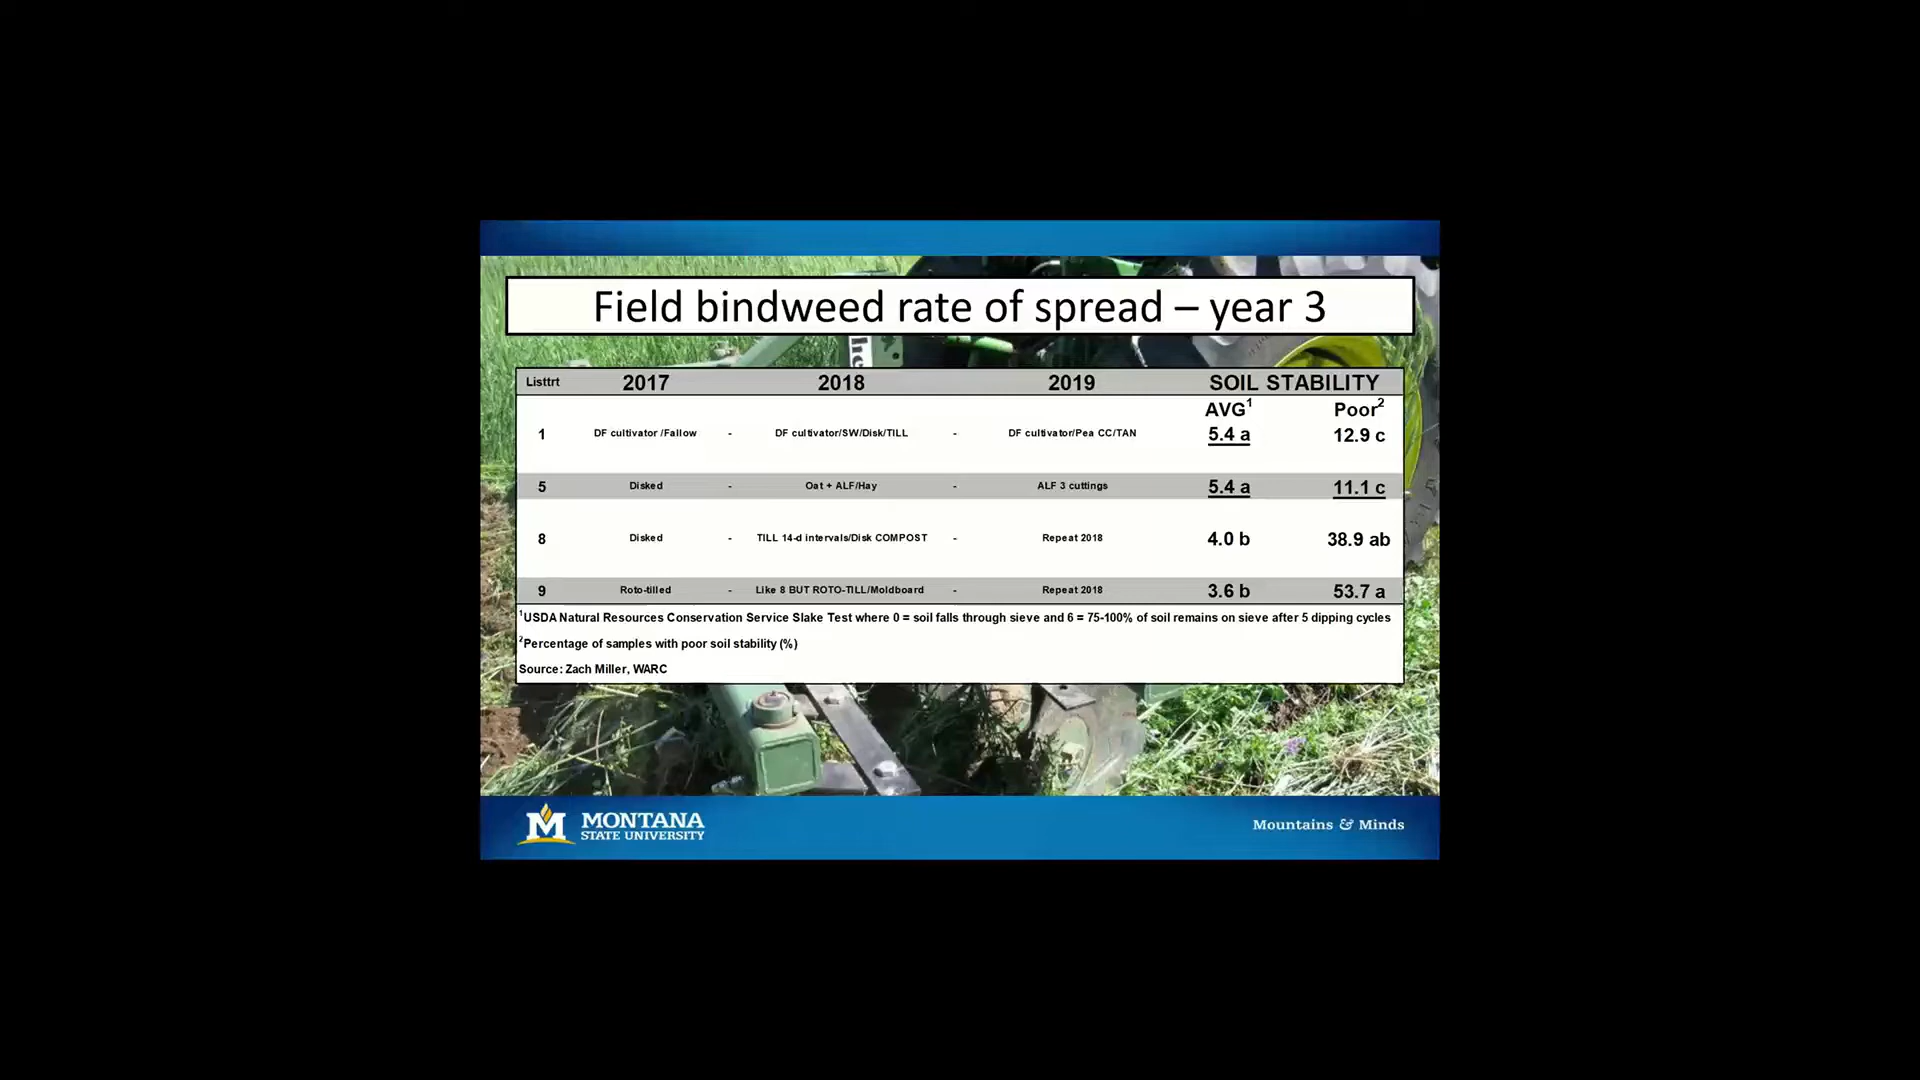 Field bindweed rate of spread – year 3
Listtrt 2017 2018 2019 SOIL STABILITY
AVG1 Poor2
1 DF cultivator /Fallow - DF cultivator/SW/Disk/TILL - DF cultivator/Pea CC/TAN 5.4 a 12.9 c
5 Disked - Oat + ALF/Hay - ALF 3 cuttings 5.4 a 11.1 c
8 Disked - TILL 14-d intervals/Disk COMPOST - Repeat 2018 4.0 b 38.9 ab
9 Roto-tilled - Like 8 BUT ROTO-TILL/Moldboard - Repeat 2018 3.6 b 53.7 a
1USDA Natural Resources Conservation Service Slake Test where 0 = soil falls through sieve and 6 = 75-100% of soil remains on sieve after 5 dipping cycles
2Percentage of samples with poor soil stability (%)
Source: Zach Miller, WARC
M MONTANA
STATE UNIVERSITY
Mountains & Minds